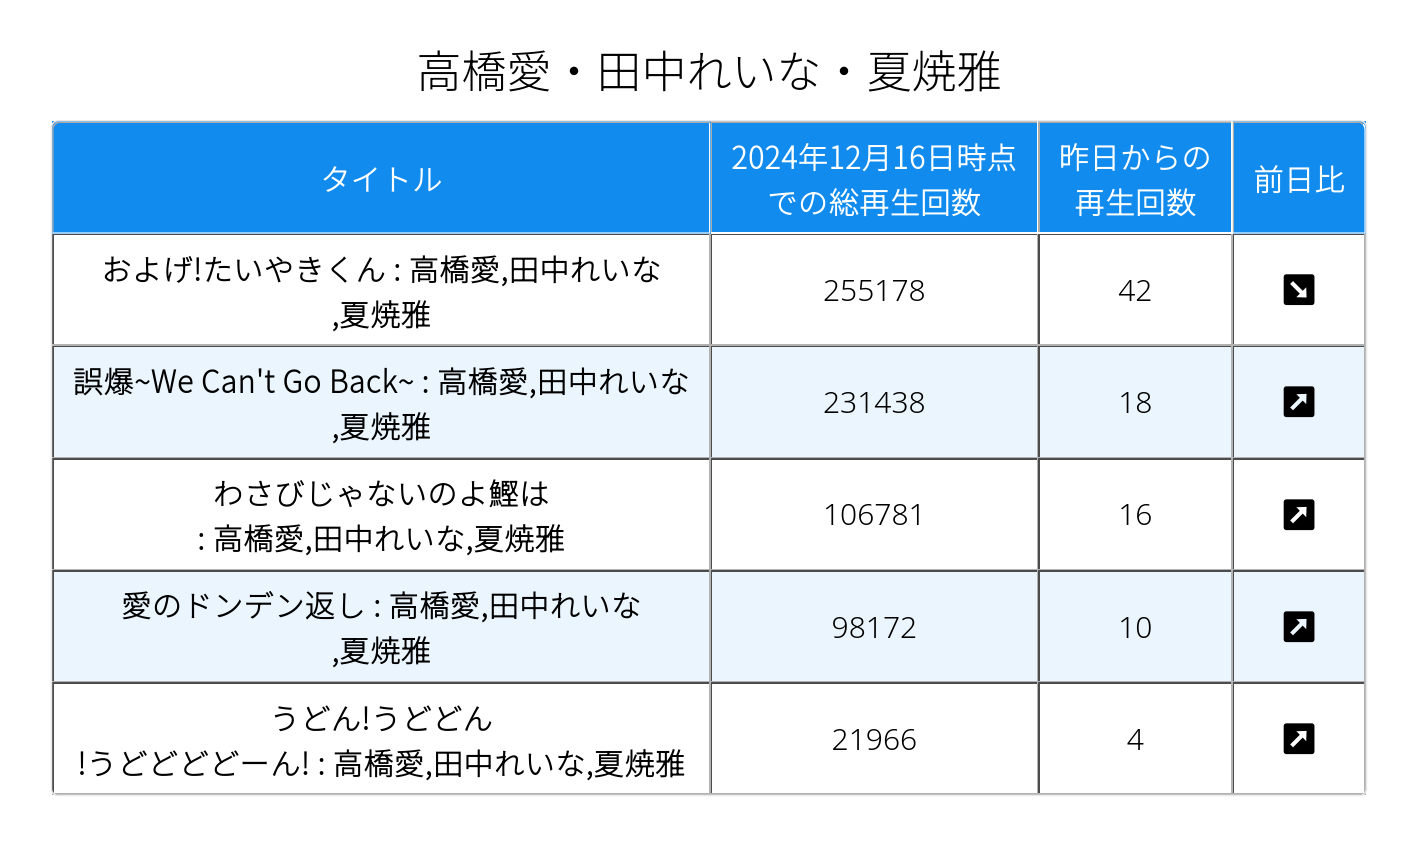 高橋愛・田中れいな・夏焼雅
タイトル
2024年12月16日時点
での総再生回数
昨日からの
再生回数
前日比
およげ!たいやきくん : 高橋愛,田中れいな
,夏焼雅
255178
42
誤爆~We Can't Go Back~ : 高橋愛,田中れいな
,夏焼雅
231438
18
わさびじゃないのよ鰹は
: 高橋愛,田中れいな,夏焼雅
106781
16
愛のドンデン返し : 高橋愛,田中れいな
,夏焼雅
98172
10
うどん!うどどん
!うどどどどーん! : 高橋愛,田中れいな,夏焼雅
21966
4